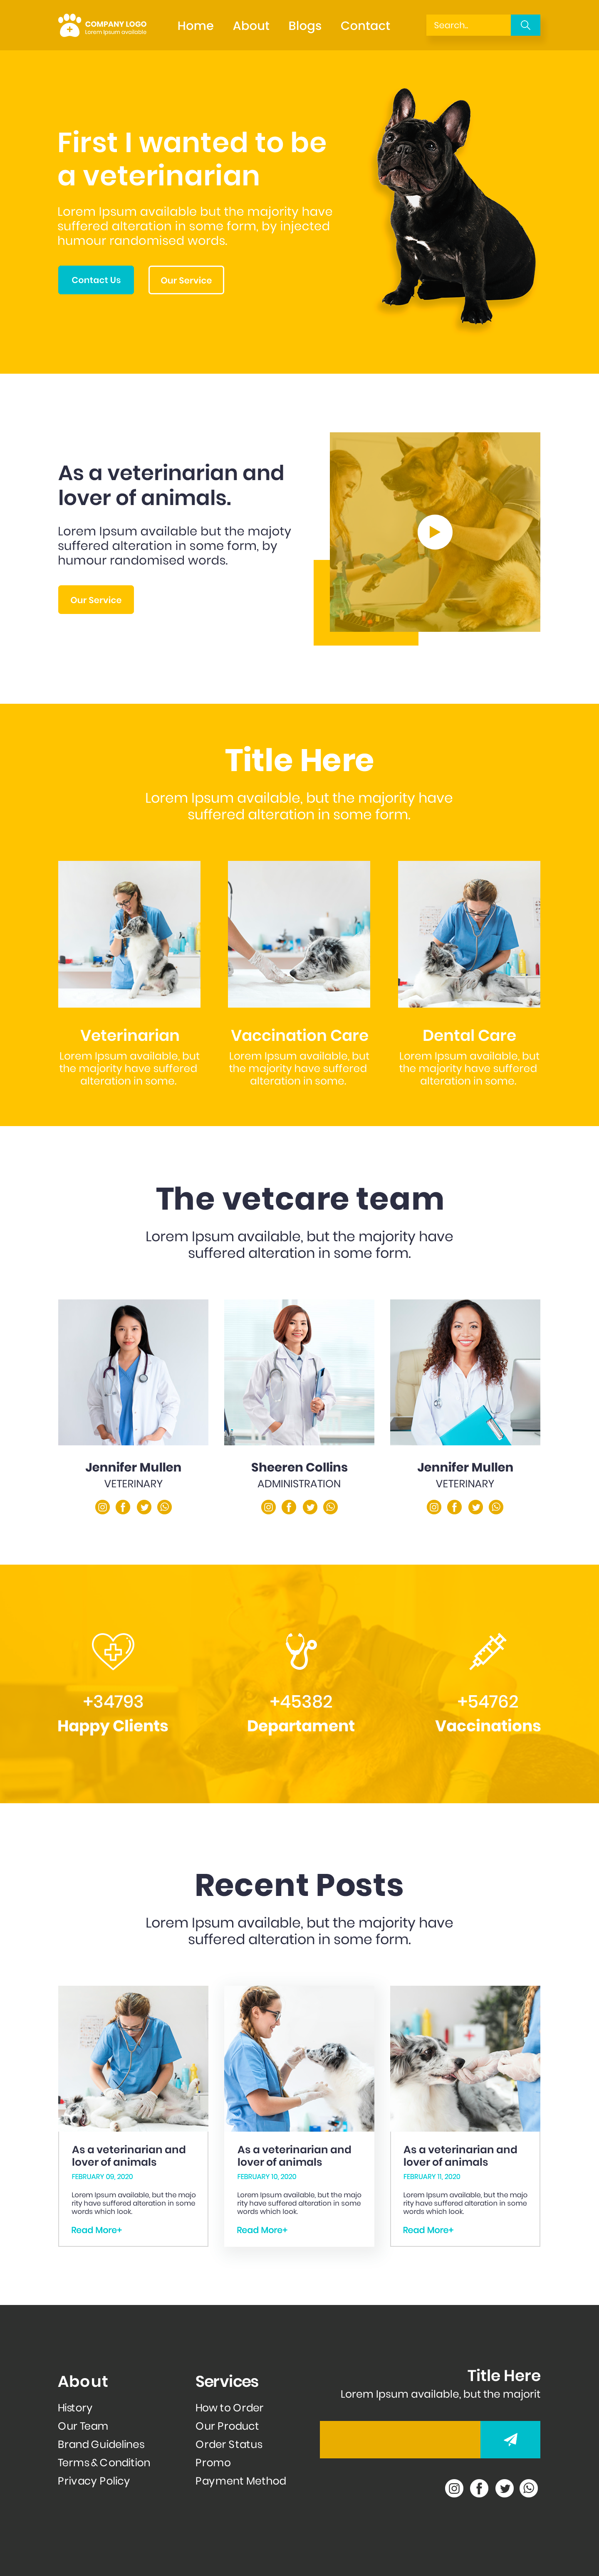 COMPANY LOGO
Lorem Ipsum available
Home About Blogs Contact
Search..
First I wanted to be
a veterinarian
Lorem Ipsum available but the majority have
suffered alteration in some form, by injected
humour randomised words.
Contact Us
Our Service
As a veterinarian and
lover of animals.
Lorem Ipsum available but the majoty
suffered alteration in some form, by
humour randomised words.
Our Service
Title Here
Lorem Ipsum available, but the majority have
suffered alteration in some form.
Veterinarian
Lorem Ipsum available, but
the majority have suffered
alteration in some.
Vaccination Care
Lorem Ipsum available, but
the majority have suffered
alteration in some.
Dental Care
Lorem Ipsum available, but
the majority have suffered
alteration in some.
The vetcare team
Lorem Ipsum available, but the majority have
suffered alteration in some form.
Jennifer Mullen
VETERINARY
Sheeren Collins
ADMINISTRATION
Jennifer Mullen
VETERINARY
+34793
Happy Clients
+45382
Departament
+54762
Vaccinations
Recent Posts
Lorem Ipsum available, but the majority have
suffered alteration in some form.
As a veterinarian and
lover of animals
FEBRUARY 09, 2020
Lorem Ipsum available, but the majo
rity have suffered alteration in some
words which look.
Read More+
As a veterinarian and
lover of animals
FEBRUARY 10, 2020
Lorem Ipsum available, but the majo
rity have suffered alteration in some
words which look.
Read More+
As a veterinarian and
lover of animals
FEBRUARY 11, 2020
Lorem Ipsum available, but the majo
rity have suffered alteration in some
words which look.
Read More+
About
History
Our Team
Brand Guidelines
Terms & Condition
Privacy Policy
Services
How to Order
Our Product
Order Status
Promo
Payment Method
Title Here
Lorem Ipsum available, but the majorit